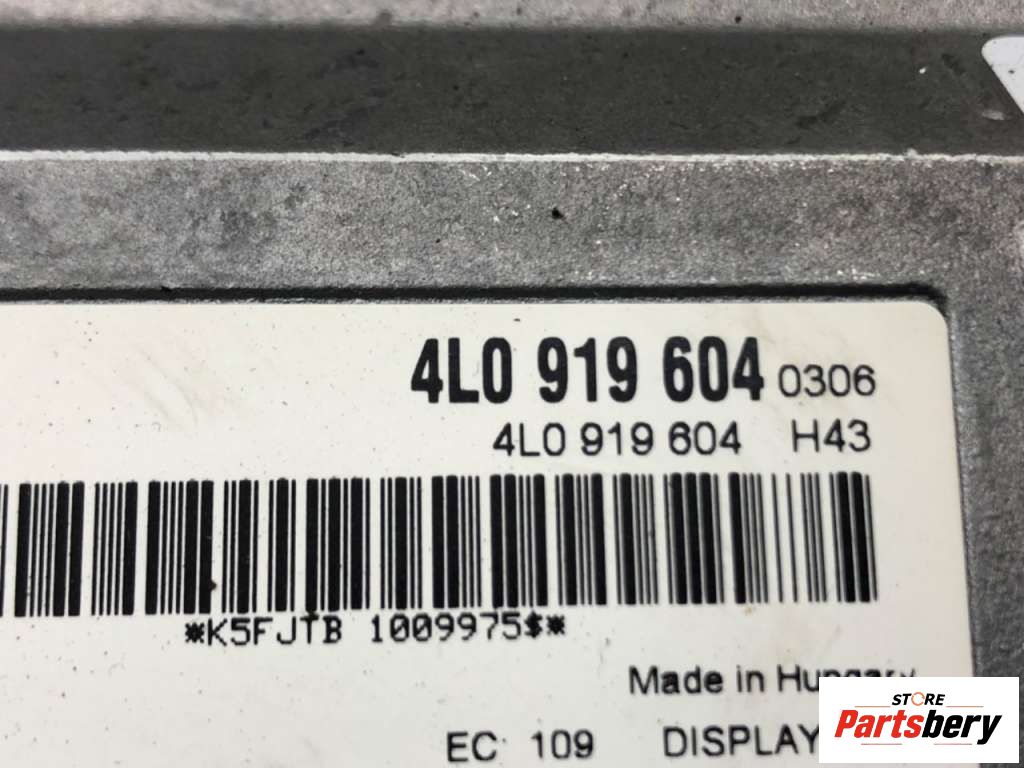 4L0 919 604 0306
4L0 919 604 H43
*K5FJTB 1009975$*
Made in Hungary
EC 109 DISPLAY
STORE
Partsbery